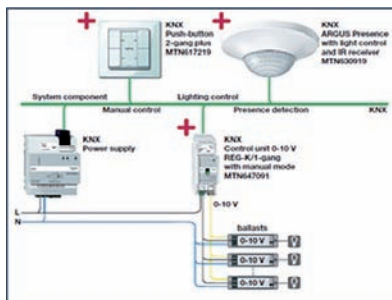 KNX
Push-button
2-gang plus
MTN617219
KNX
ARGUS Presence
with light control
and IR receiver
MTN630919
System component
Lighting control
Manual control
Presence detection
KNX
KNX
Power supply
KNX
Control unit 0-10 V
REG-K/1-gang
with manual mode
MTN647091
L
N
0-10 V
ballasts
0-10 V
0-10 V
0-10 V